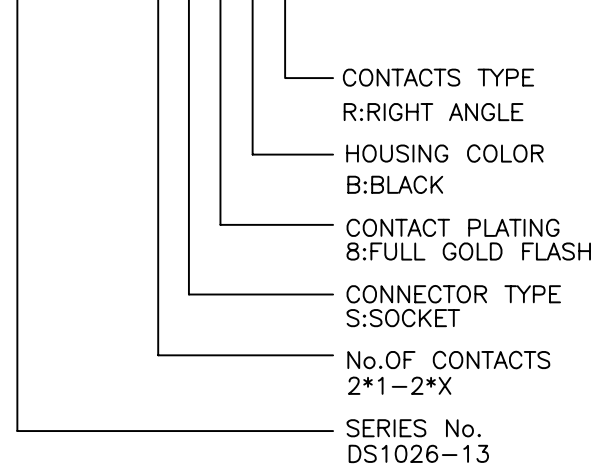 CONTACTS TYPE
R:RIGHT ANGLE
HOUSING COLOR
B:BLACK
CONTACT PLATING
8:FULL GOLD FLASH
CONNECTOR TYPE
S:SOCKET
No.OF CONTACTS
2*1-2*X
SERIES No.
DS1026-13